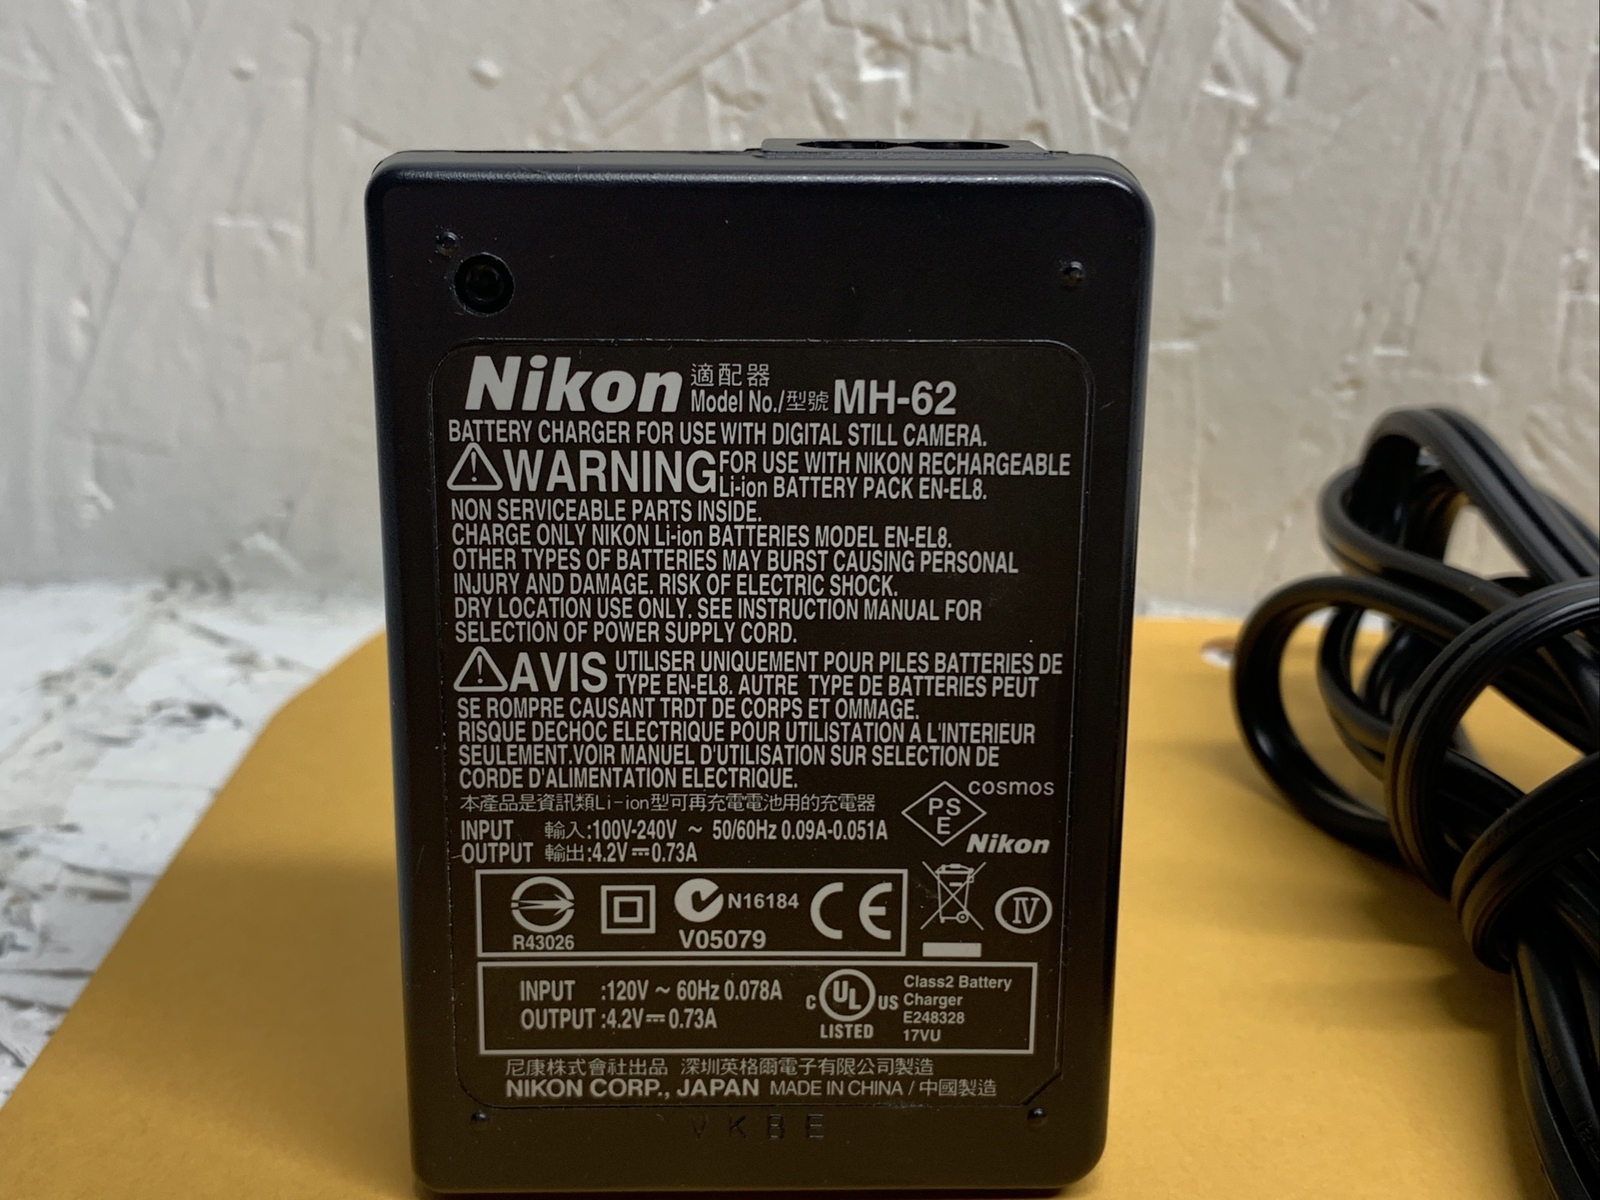 Nikon 適配器
Model No./型號 MH-62
BATTERY CHARGER FOR USE WITH DIGITAL STILL CAMERA.
WARNING FOR USE WITH NIKON RECHARGEABLE
Li-ion BATTERY PACK EN-EL8.
NON SERVICEABLE PARTS INSIDE.
CHARGE ONLY NIKON Li-ion BATTERIES MODEL EN-EL8.
OTHER TYPES OF BATTERIES MAY BURST CAUSING PERSONAL
INJURY AND DAMAGE. RISK OF ELECTRIC SHOCK.
DRY LOCATION USE ONLY. SEE INSTRUCTION MANUAL FOR
SELECTION OF POWER SUPPLY CORD.
AVIS UTILISER UNIQUEMENT POUR PILES BATTERIES DE
TYPE EN-EL8. AUTRE TYPE DE BATTERIES PEUT
SE ROMPRE CAUSANT TRDT DE CORPS ET OMMAGE.
RISQUE DECHOC ELECTRIQUE POUR UTILISTATION A L'INTERIEUR
SEULEMENT.VOIR MANUEL D'UTILISATION SUR SELECTION DE
CORDE D'ALIMENTATION ELECTRIQUE.
本產品是資訊類Li-ion型可再充電電池用的充電器
INPUT 輸入:100V-240V ~ 50/60Hz 0.09A-0.051A
OUTPUT 輸出:4.2V⎓0.73A
PS
E
cosmos
Nikon
R43026
N16184
V05079
CE
IV
INPUT :120V ~ 60Hz 0.078A
OUTPUT :4.2V⎓0.73A
C UL US
LISTED
Class2 Battery
Charger
E248328
17VU
尼康株式會社出品 深圳英格爾電子有限公司製造
NIKON CORP., JAPAN MADE IN CHINA / 中國製造
VKBE